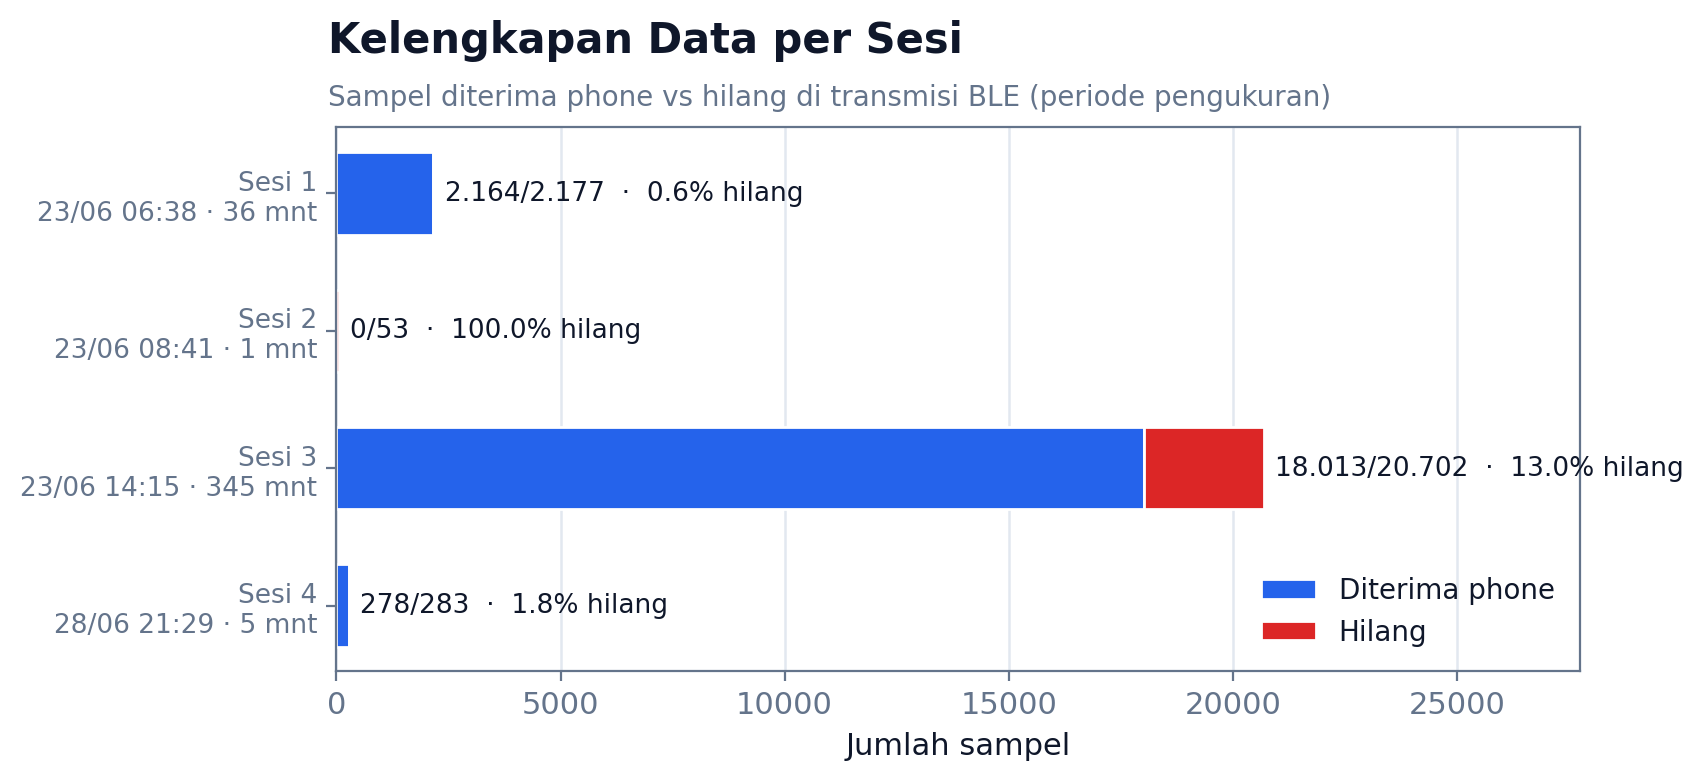 Kelengkapan Data per Sesi
Sampel diterima phone vs hilang di transmisi BLE (periode pengukuran)
Sesi 1
23/06 06:38 · 36 mnt
2.164/2.177 · 0.6% hilang
Sesi 2
23/06 08:41 · 1 mnt
0/53 · 100.0% hilang
Sesi 3
23/06 14:15 · 345 mnt
18.013/20.702 · 13.0% hilang
Sesi 4
28/06 21:29 · 5 mnt
278/283 · 1.8% hilang
Diterima phone
Hilang
0 5000 10000 15000 20000 25000
Jumlah sampel